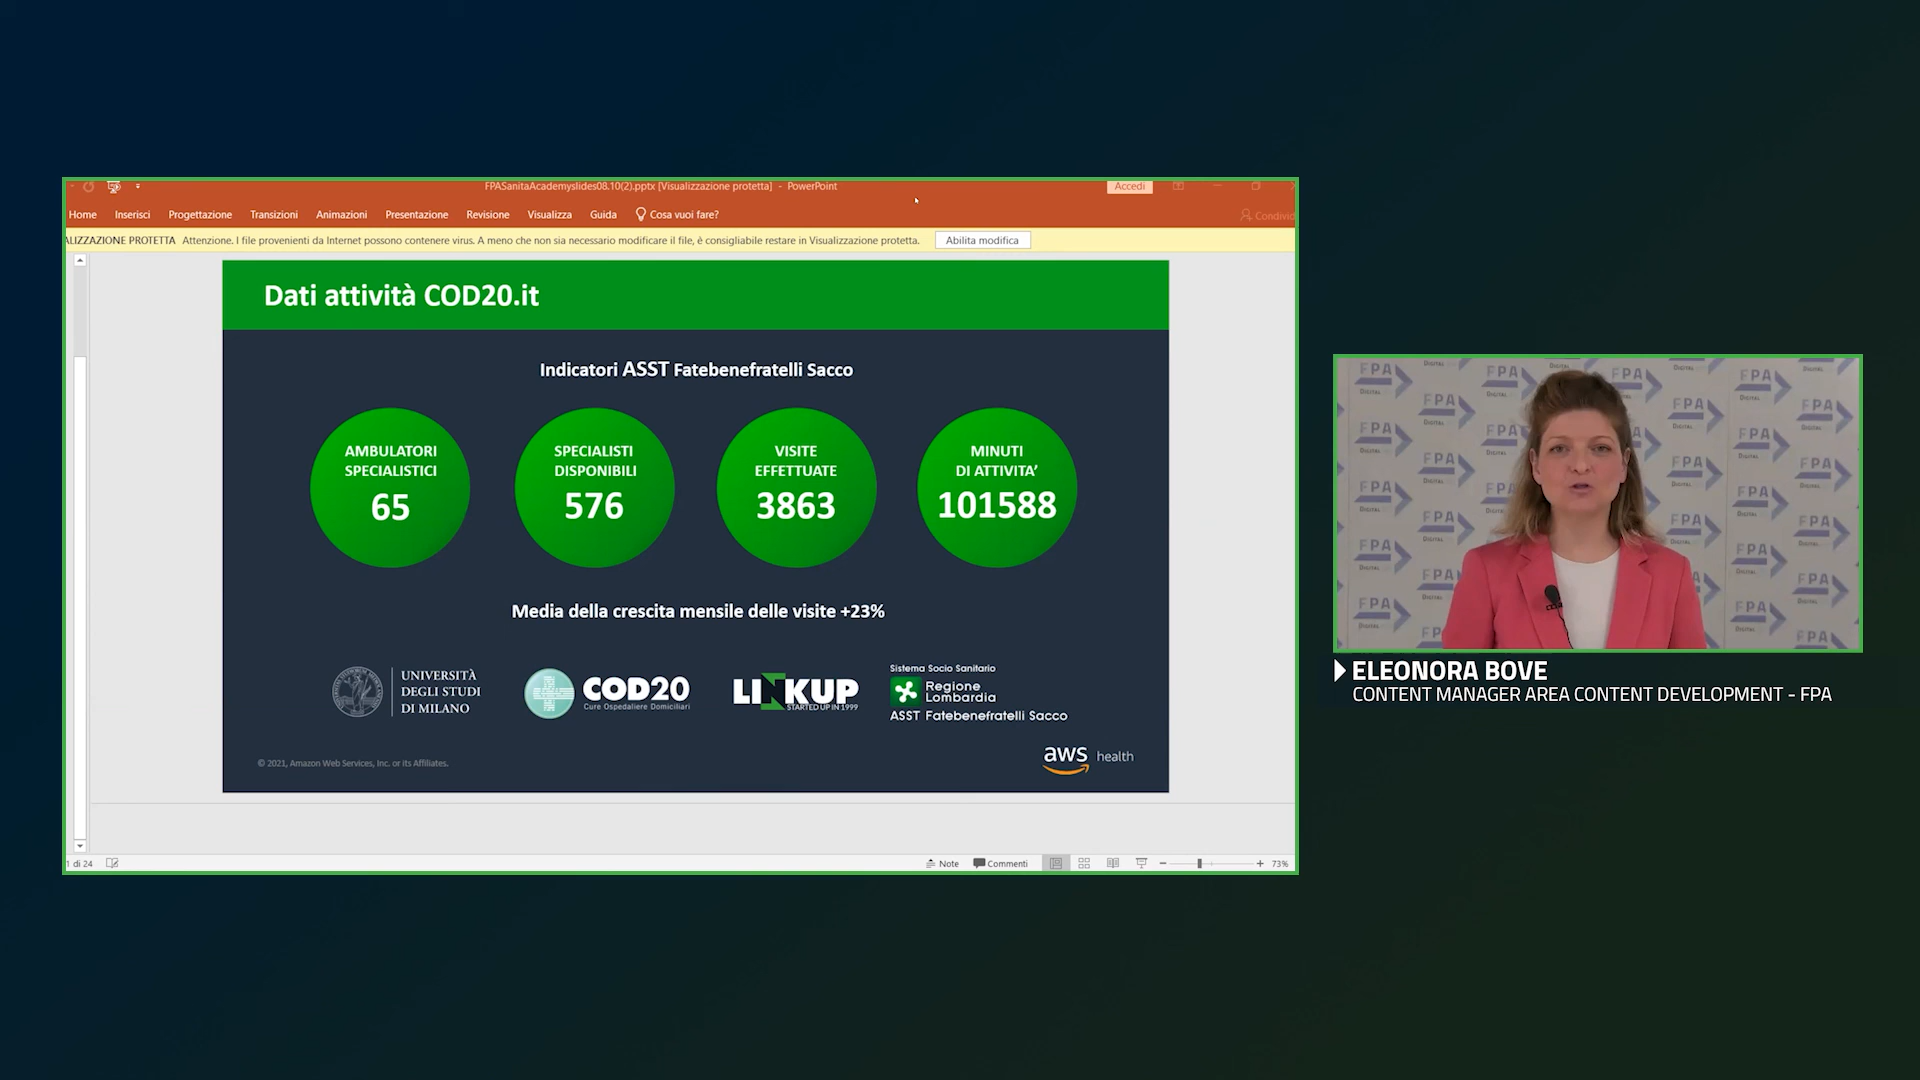 FPASanitaAcademyslides08.10(2).pptx [Visualizzazione protetta] - PowerPoint
Accedi
Home Inserisci Progettazione Transizioni Animazioni Presentazione Revisione Visualizza Guida Cosa vuoi fare?
Condivid
ALIZZAZIONE PROTETTA Attenzione. I file provenienti da Internet possono contenere virus. A meno che non sia necessario modificare il file, è consigliabile restare in Visualizzazione protetta. Abilita modifica
Dati attività COD20.it
Indicatori ASST Fatebenefratelli Sacco
AMBULATORI
SPECIALISTICI
65
SPECIALISTI
DISPONIBILI
576
VISITE
EFFETTUATE
3863
MINUTI
DI ATTIVITA’
101588
Media della crescita mensile delle visite +23%
UNIVERSITÀ
DEGLI STUDI
DI MILANO
COD20
Cure Ospedaliere Domiciliari
LINKUP
STARTED UP IN 1999
Sistema Socio Sanitario
Regione
Lombardia
ASST Fatebenefratelli Sacco
© 2021, Amazon Web Services, Inc. or its Affiliates.
aws health
1 di 24
Note Commenti 73%
FPA
DIGITAL
ELEONORA BOVE
CONTENT MANAGER AREA CONTENT DEVELOPMENT - FPA